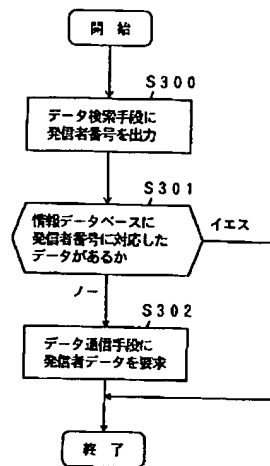 開始
S300
データ検索手段に
発信者番号を出力
S301
情報データベースに
発信者番号に対応した
データがあるか
イエス
ノー
S302
データ通信手段に
発信者データを要求
終了